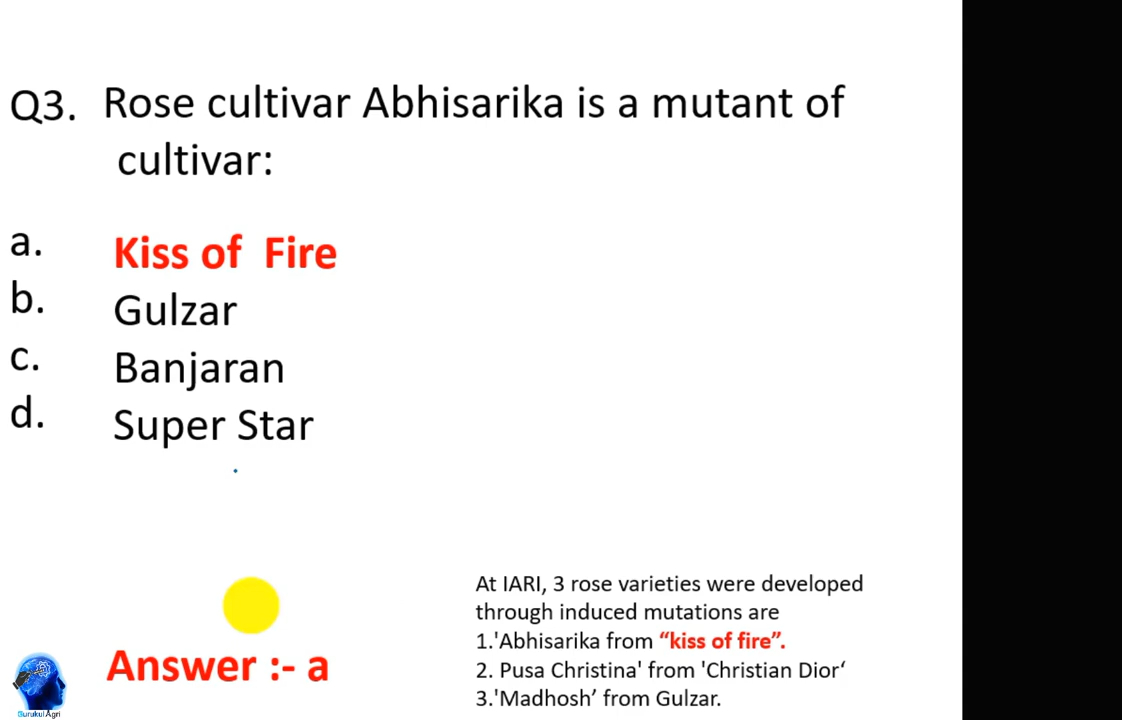 Q3. Rose cultivar Abhisarika is a mutant of
cultivar:
a. Kiss of Fire
b. Gulzar
c. Banjaran
d. Super Star
Answer :- a
At IARI, 3 rose varieties were developed
through induced mutations are
1.'Abhisarika from “kiss of fire”.
2. Pusa Christina' from 'Christian Dior‘
3.'Madhosh’ from Gulzar.
Gurukul Agri